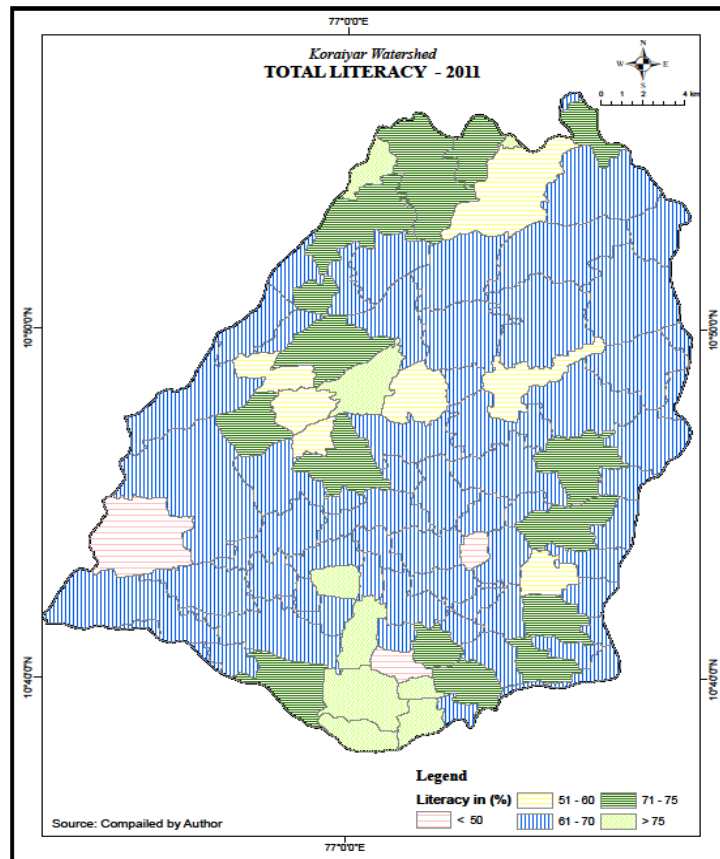 77°0'0"E
Koraiyar Watershed
TOTAL LITERACY - 2011
N
W E
S
0 1 2 4 km
10°50'0"N 10°50'0"N
10°40'0"N 10°40'0"N
Legend
Literacy in (%) 51 - 60 71 - 75
< 50 61 - 70 > 75
Source: Compailed by Author
77°0'0"E